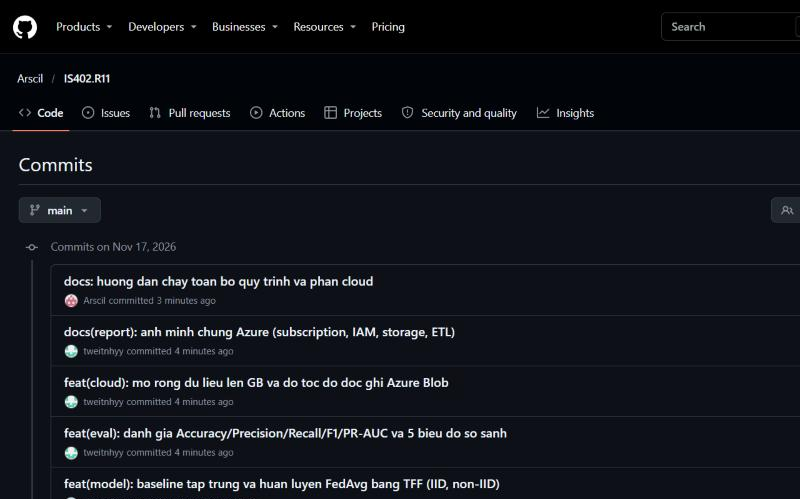 Products Developers Businesses Resources Pricing Search
Arscil / IS402.R11
Code Issues Pull requests Actions Projects Security and quality Insights
Commits
main
Commits on Nov 17, 2026
docs: huong dan chay toan bo quy trinh va phan cloud
Arscil committed 3 minutes ago
docs(report): anh minh chung Azure (subscription, IAM, storage, ETL)
tweitnhyy committed 4 minutes ago
feat(cloud): mo rong du lieu len GB va do toc do doc ghi Azure Blob
tweitnhyy committed 4 minutes ago
feat(eval): danh gia Accuracy/Precision/Recall/F1/PR-AUC va 5 bieu do so sanh
tweitnhyy committed 4 minutes ago
feat(model): baseline tap trung va huan luyen FedAvg bang TFF (IID, non-IID)